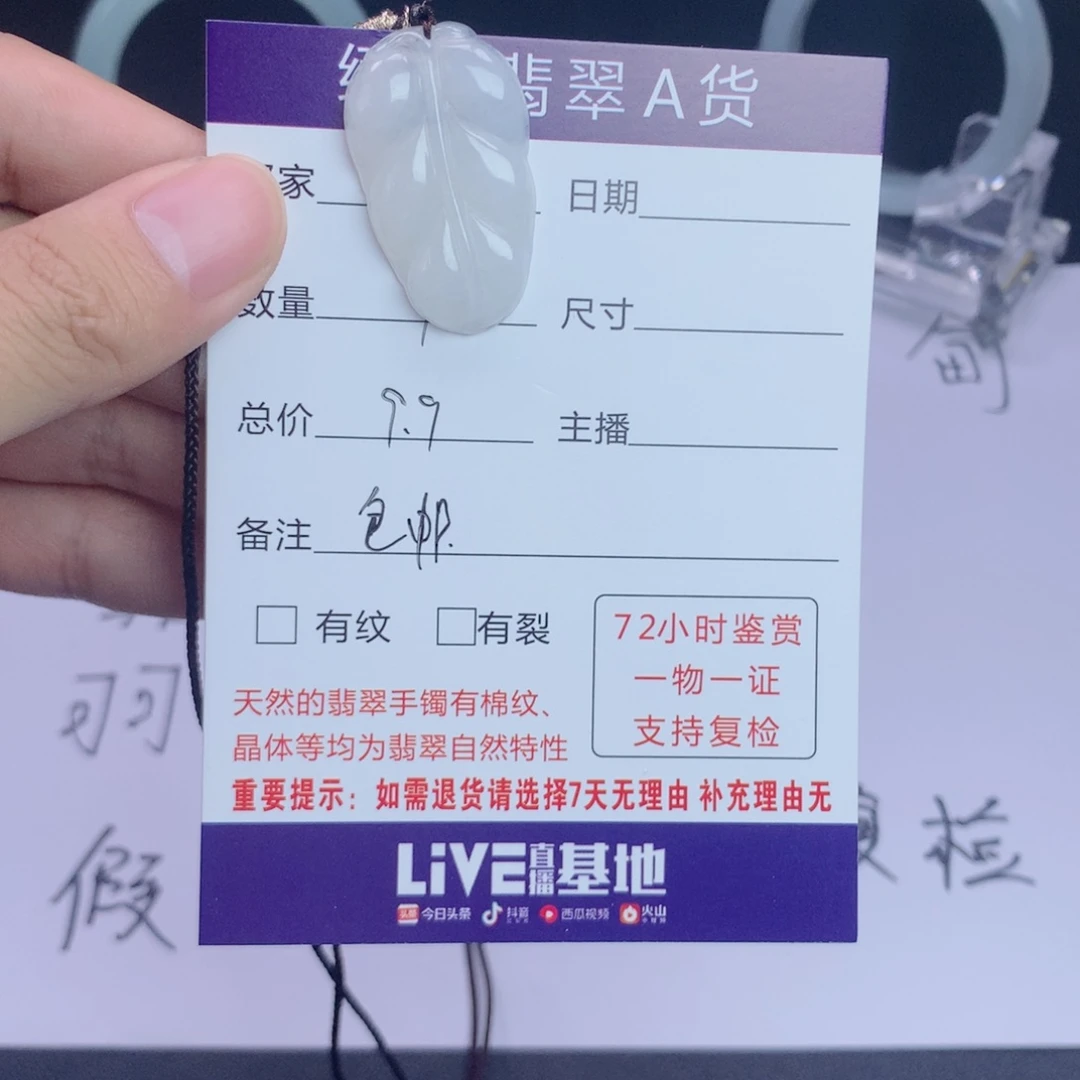 翡翠A货
家 日期
数量 尺寸
总价 9.9 主播
备注 包邮
有纹 有裂
72小时鉴赏
一物一证
支持复检
天然的翡翠手镯有棉纹、
晶体等均为翡翠自然特性
重要提示：如需退货请选择7天无理由 补充理由无
LiVE直播基地
头条 今日头条 抖音 西瓜视频 火山
羽
假
检